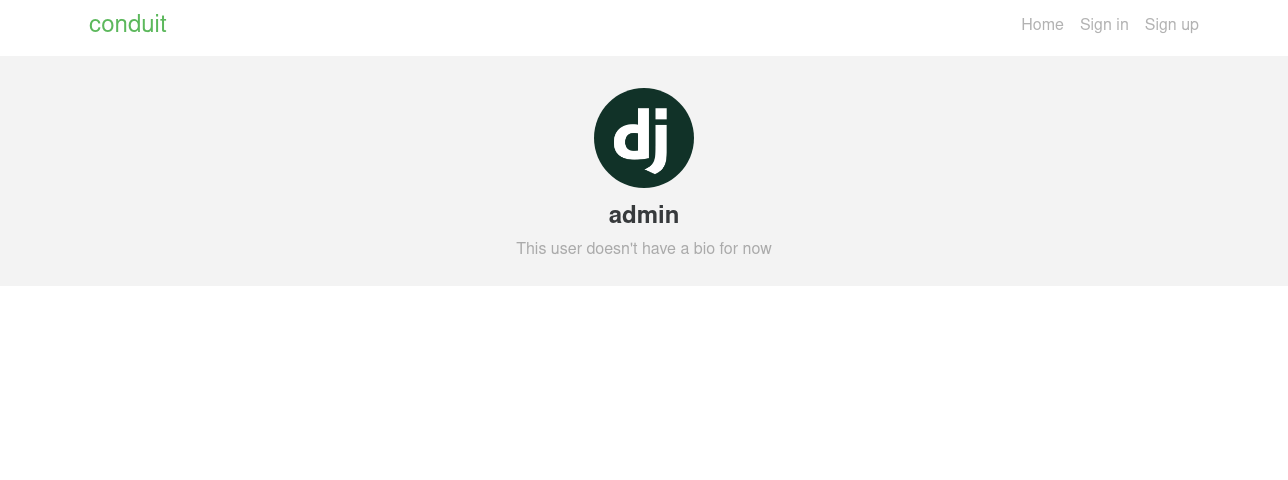 conduit
Home Sign in Sign up
dj
admin
This user doesn't have a bio for now